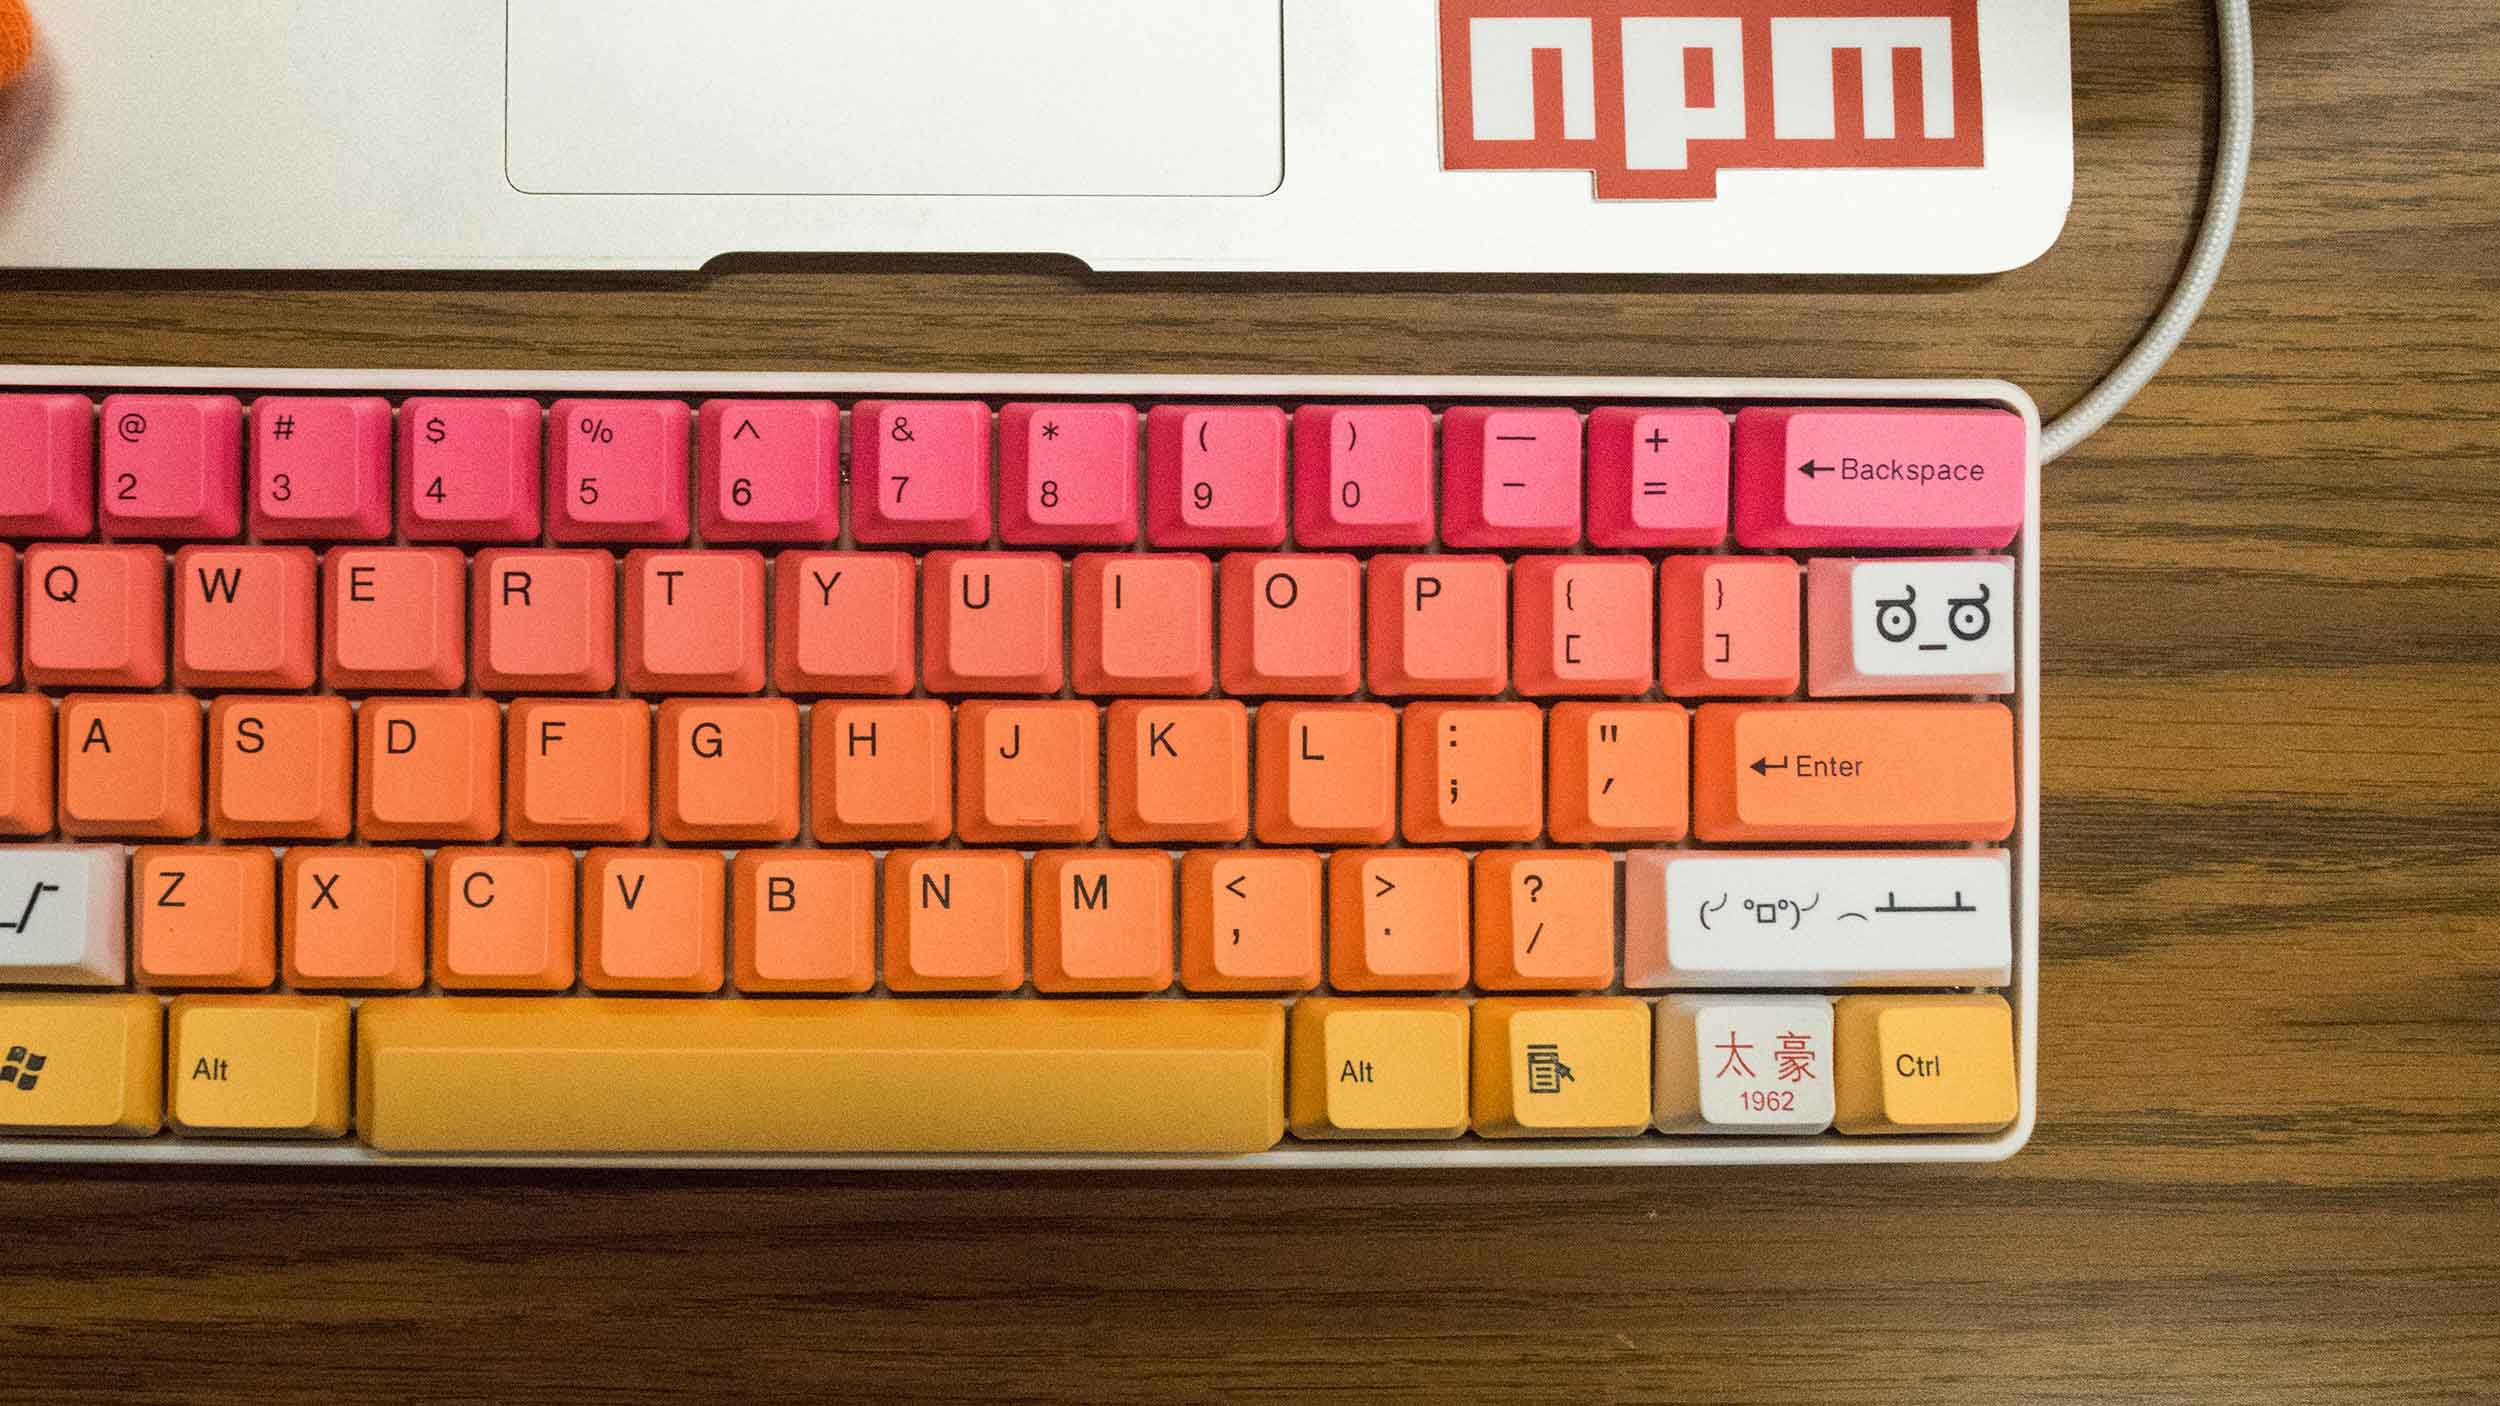 npm
@ # $ % ^ & * ( ) — +
2 3 4 5 6 7 8 9 0 - = ←Backspace
Q W E R T Y U I O P { } ಠ_ಠ
[ ]
A S D F G H J K L : " ↵Enter
; '
_/¯ Z X C V B N M < > ? (╯°□°)╯︵ ┻━┻
, . /
Alt Alt 太豪 Ctrl
1962